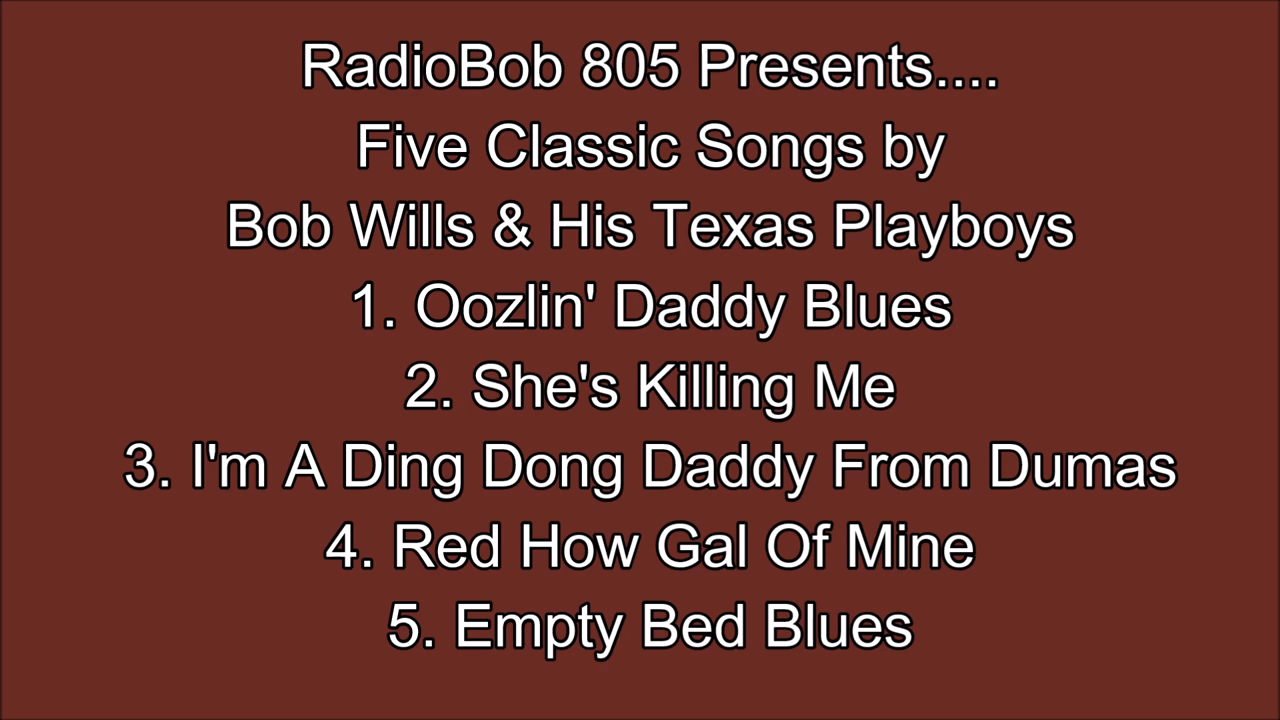 RadioBob 805 Presents....
Five Classic Songs by
Bob Wills & His Texas Playboys
1. Oozlin' Daddy Blues
2. She's Killing Me
3. I'm A Ding Dong Daddy From Dumas
4. Red How Gal Of Mine
5. Empty Bed Blues